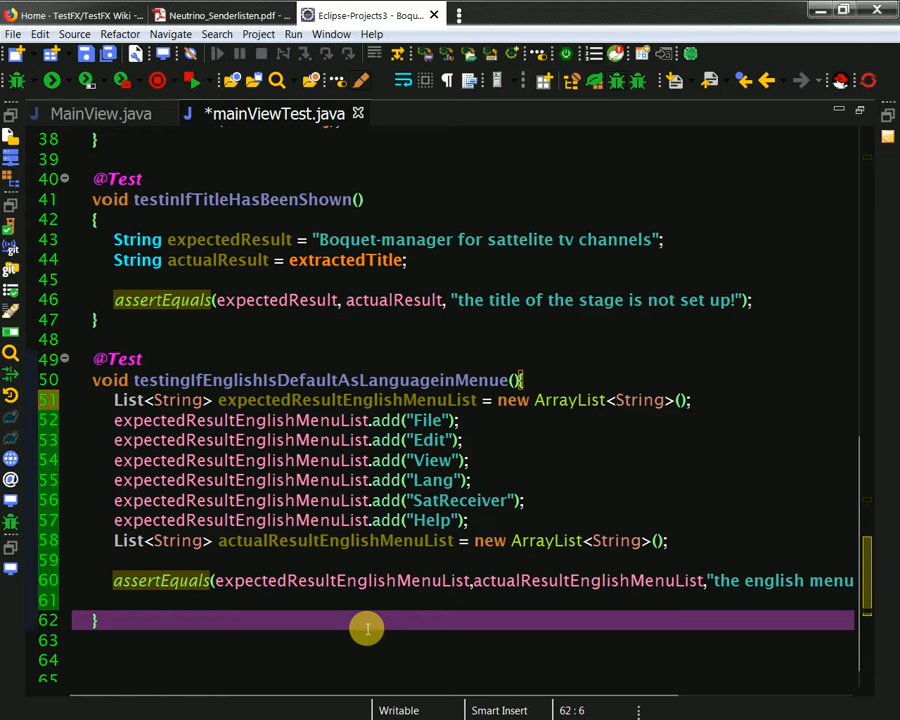 Home · TestFX/TestFX Wiki -...
Neutrino_Senderlisten.pdf - ...
Eclipse-Projects3 - Boquet-...
File Edit Source Refactor Navigate Search Project Run Window Help
MainView.java
*mainViewTest.java
38 }
39
40 @Test
41 void testinIfTitleHasBeenShown()
42 {
43 String expectedResult = "Boquet-manager for sattelite tv channels";
44 String actualResult = extractedTitle;
45
46 assertEquals(expectedResult, actualResult, "the title of the stage is not set up!");
47 }
48
49 @Test
50 void testingIfEnglishIsDefaultAsLanguageinMenue(){
51 List<String> expectedResultEnglishMenuList = new ArrayList<String>();
52 expectedResultEnglishMenuList.add("File");
53 expectedResultEnglishMenuList.add("Edit");
54 expectedResultEnglishMenuList.add("View");
55 expectedResultEnglishMenuList.add("Lang");
56 expectedResultEnglishMenuList.add("SatReceiver");
57 expectedResultEnglishMenuList.add("Help");
58 List<String> actualResultEnglishMenuList = new ArrayList<String>();
59
60 assertEquals(expectedResultEnglishMenuList,actualResultEnglishMenuList,"the english menu
61
62 }
63
64
65
Writable Smart Insert 62 : 6